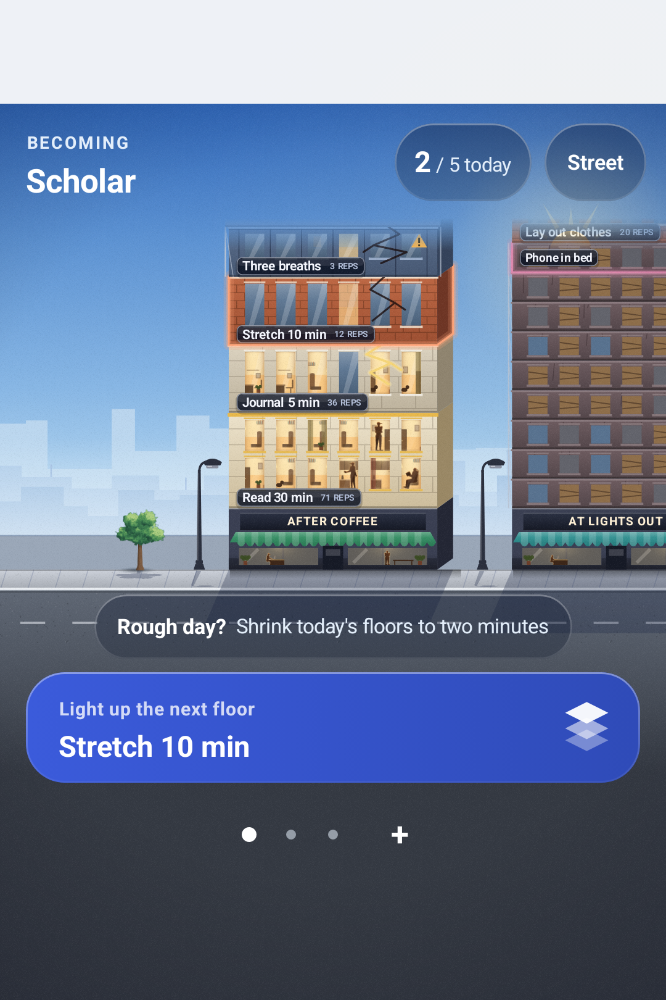 BECOMING
Scholar
2 / 5 today
Street
Three breaths 3 REPS
Stretch 10 min 12 REPS
Journal 5 min 36 REPS
Read 30 min 71 REPS
AFTER COFFEE
Lay out clothes 20 REPS
Phone in bed
AT LIGHTS OUT
Rough day? Shrink today's floors to two minutes
Light up the next floor
Stretch 10 min